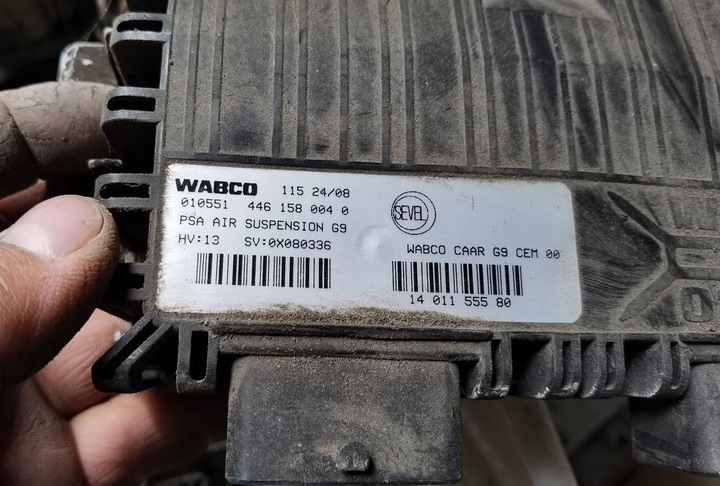 WABCO 115 24/08
010551 446 158 004 0
SEVEL
PSA AIR SUSPENSION G9
HV:13 SV:0X080336
WABCO CAAR G9 CEM 00
14 011 555 80